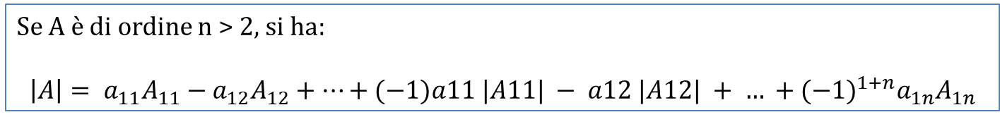 Se A è di ordine n > 2, si ha:
|A| = a₁₁A₁₁ − a₁₂A₁₂ + ⋯ + (−1)a11 |A11| − a12 |A12| + ... + (−1)¹⁺ⁿa₁ₙA₁ₙ